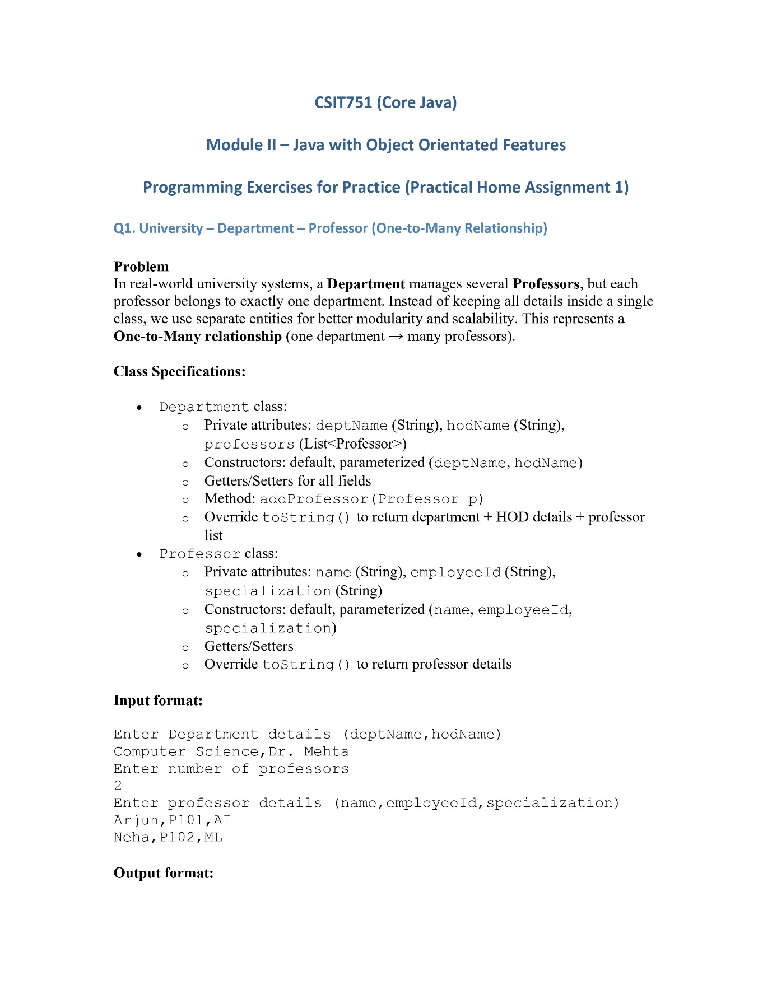 CSIT751 (Core Java)
Module II – Java with Object Orientated Features
Programming Exercises for Practice (Practical Home Assignment 1)
Q1. University – Department – Professor (One-to-Many Relationship)
Problem
In real-world university systems, a Department manages several Professors, but each
professor belongs to exactly one department. Instead of keeping all details inside a single
class, we use separate entities for better modularity and scalability. This represents a
One-to-Many relationship (one department → many professors).
Class Specifications:
• Department class:
o Private attributes: deptName (String), hodName (String),
professors (List<Professor>)
o Constructors: default, parameterized (deptName, hodName)
o Getters/Setters for all fields
o Method: addProfessor(Professor p)
o Override toString() to return department + HOD details + professor
list
• Professor class:
o Private attributes: name (String), employeeId (String),
specialization (String)
o Constructors: default, parameterized (name, employeeId,
specialization)
o Getters/Setters
o Override toString() to return professor details
Input format:
Enter Department details (deptName,hodName)
Computer Science,Dr. Mehta
Enter number of professors
2
Enter professor details (name,employeeId,specialization)
Arjun,P101,AI
Neha,P102,ML
Output format: